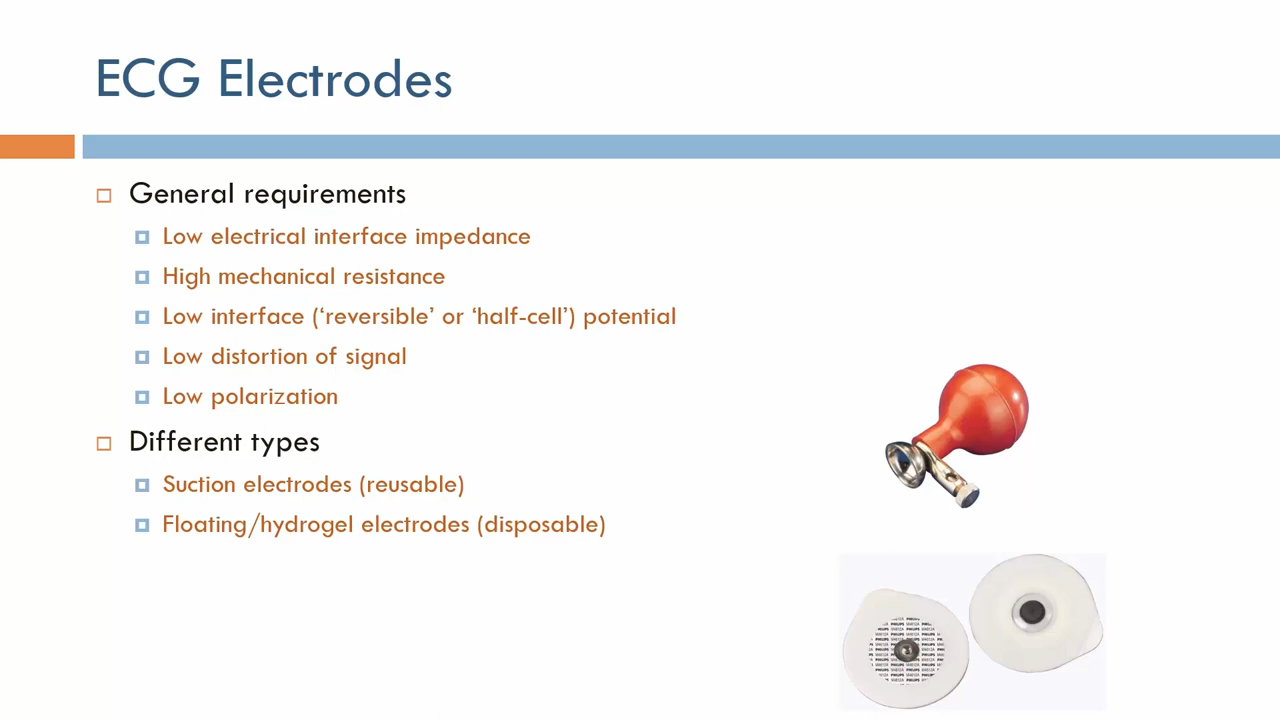 ECG Electrodes
General requirements
Low electrical interface impedance
High mechanical resistance
Low interface (‘reversible’ or ‘half-cell’) potential
Low distortion of signal
Low polarization
Different types
Suction electrodes (reusable)
Floating/hydrogel electrodes (disposable)
PHILIPS